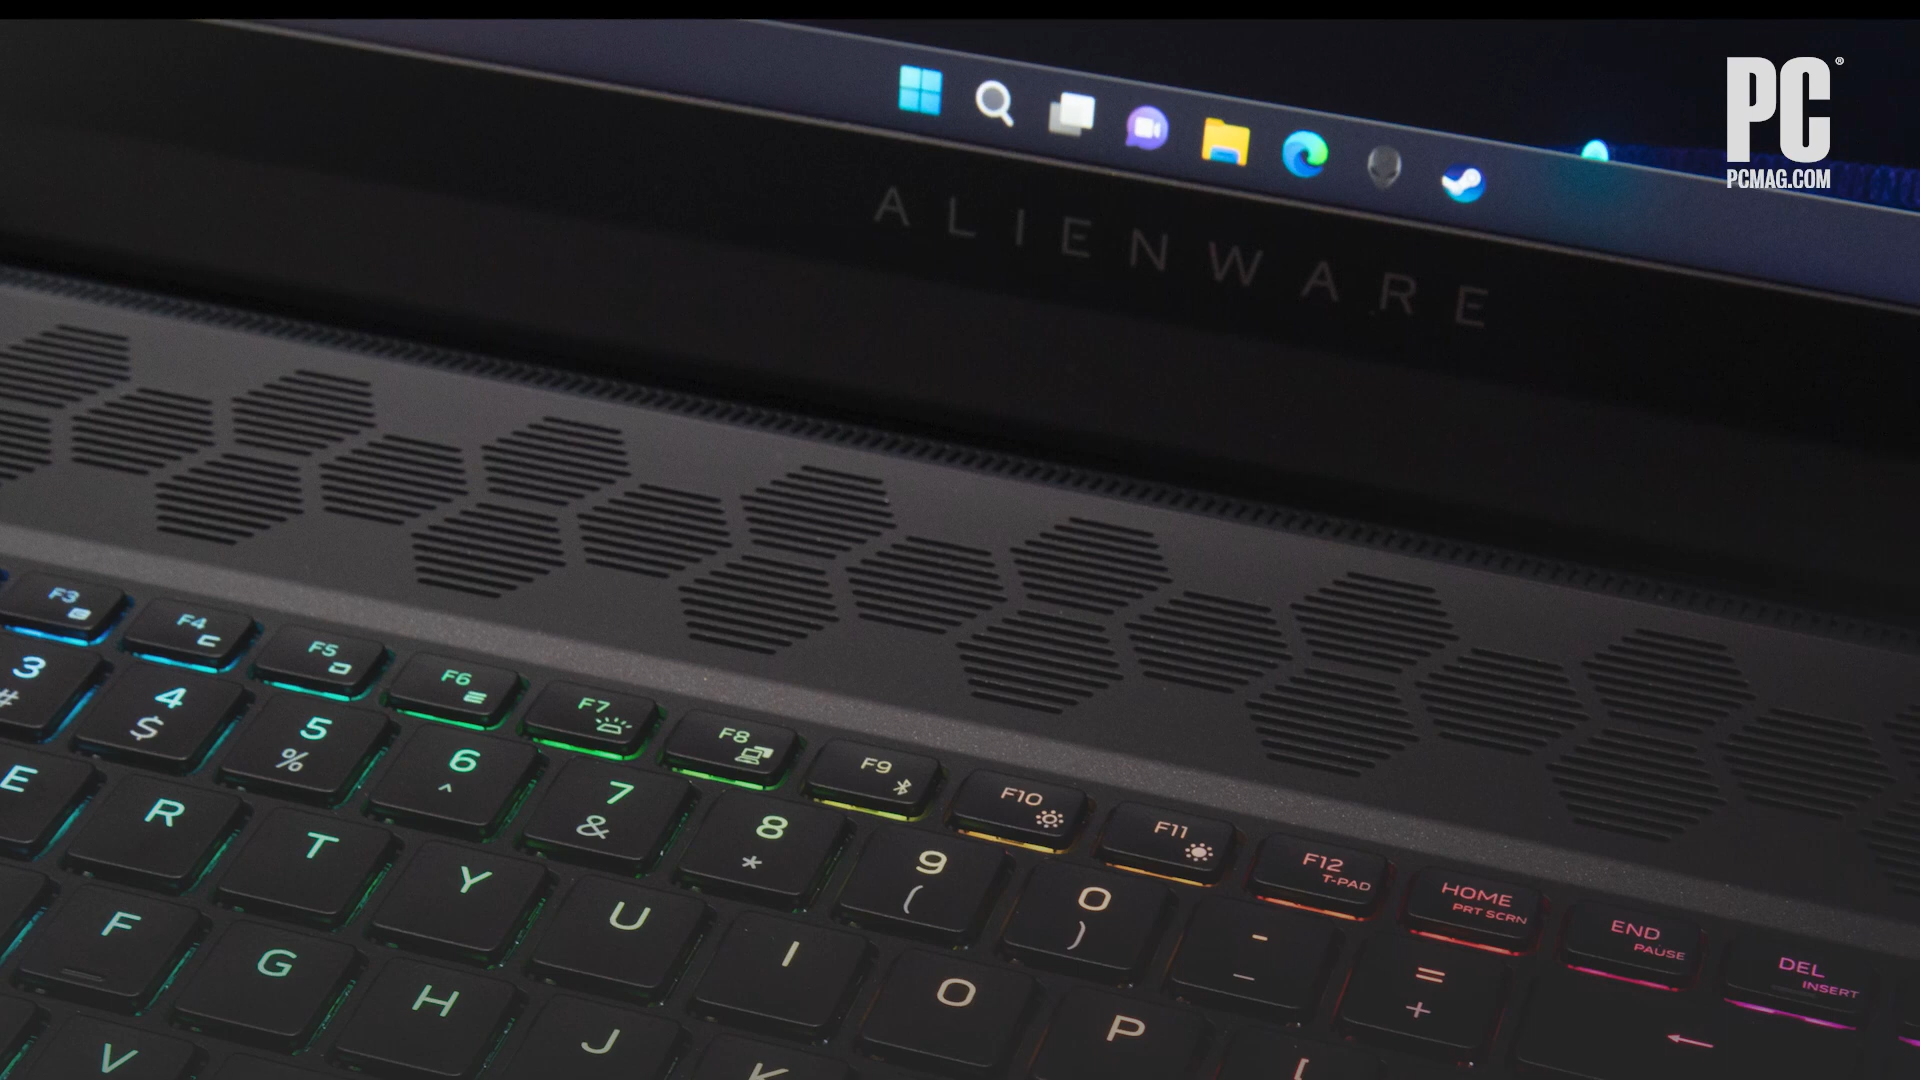 PC®
PCMAG.COM
ALIENWARE
F3 F4 F5 F6 F7 F8 F9 F10 F11 F12 T-PAD HOME PRT SCRN END PAUSE DEL INSERT
3 # 4 $ 5 % 6 ^ 7 & 8 * 9 ( 0 ) - _ = +
E R T Y U I O P [
F G H J K
V